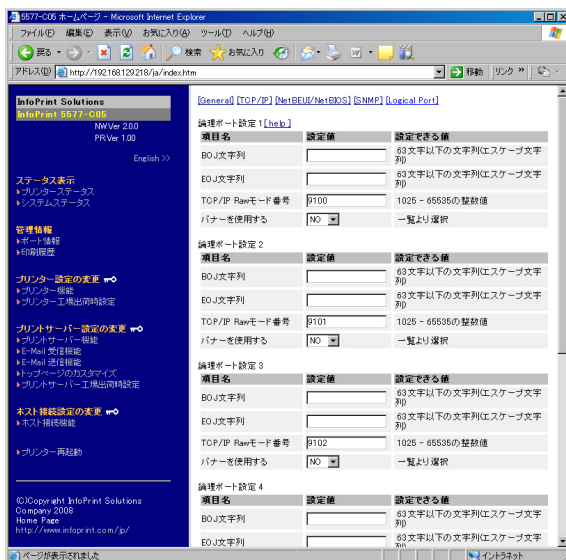 5577-C05 ホームページ - Microsoft Internet Explorer
ファイル(F) 編集(E) 表示(V) お気に入り(A) ツール(T) ヘルプ(H)
戻る 検索 お気に入り
アドレス(D) http://192.168.129.218/ja/index.htm 移動 リンク »
InfoPrint Solutions
InfoPrint 5577-C05
NW.Ver 2.0.0
PR.Ver 1.00
English >>
ステータス表示
プリンターステータス
システムステータス
管理情報
ポート情報
印刷履歴
プリンター設定の変更
プリンター機能
プリンター工場出荷時設定
プリントサーバー設定の変更
プリントサーバー機能
E-Mail 受信機能
E-Mail 送信機能
トップページのカスタマイズ
プリントサーバー工場出荷時設定
ホスト接続設定の変更
ホスト接続機能
プリンター再起動
(C)Copyright InfoPrint Solutions
Company 2008
Home Page
http://www.infoprint.com/jp/
[General] [TCP/IP] [NetBEUI/NetBIOS] [SNMP] [Logical Port]
論理ポート設定 1 [help]
項目名 設定値 設定できる値
BOJ文字列 63文字以下の文字列(エスケープ文字列)
EOJ文字列 63文字以下の文字列(エスケープ文字列)
TCP/IP Rawモード番号 9100 1025 - 65535の整数値
バナーを使用する NO 一覧より選択
論理ポート設定 2
項目名 設定値 設定できる値
BOJ文字列 63文字以下の文字列(エスケープ文字列)
EOJ文字列 63文字以下の文字列(エスケープ文字列)
TCP/IP Rawモード番号 9101 1025 - 65535の整数値
バナーを使用する NO 一覧より選択
論理ポート設定 3
項目名 設定値 設定できる値
BOJ文字列 63文字以下の文字列(エスケープ文字列)
EOJ文字列 63文字以下の文字列(エスケープ文字列)
TCP/IP Rawモード番号 9102 1025 - 65535の整数値
バナーを使用する NO 一覧より選択
論理ポート設定 4
項目名 設定値 設定できる値
BOJ文字列 63文字以下の文字列(エスケープ文字列)
EOJ文字列 63文字以下の文字列(エスケープ文字
ページが表示されました イントラネット